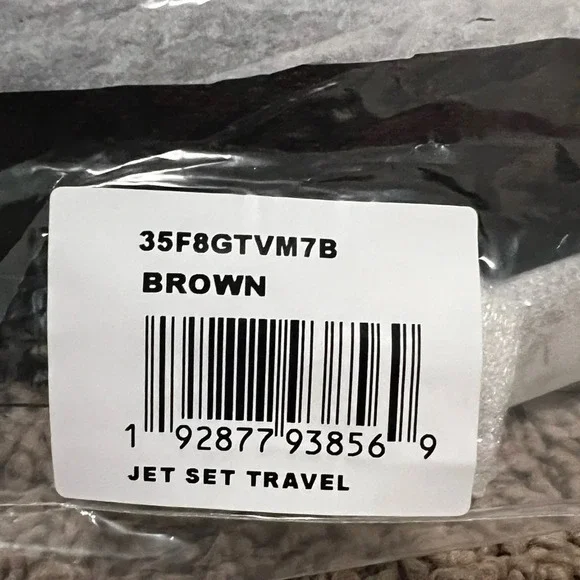 35F8GTVM7B
BROWN
1 92877 93856 9
JET SET TRAVEL